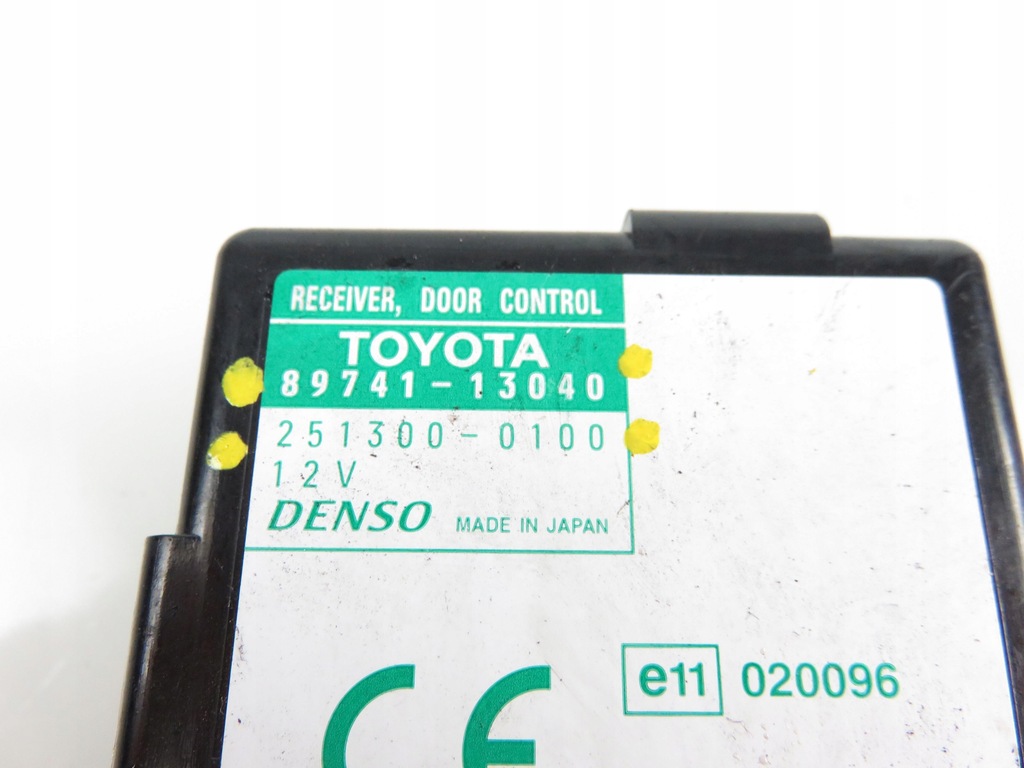 RECEIVER, DOOR CONTROL
TOYOTA
89741-13040
251300-0100
12V
DENSO MADE IN JAPAN
CE
e11 020096